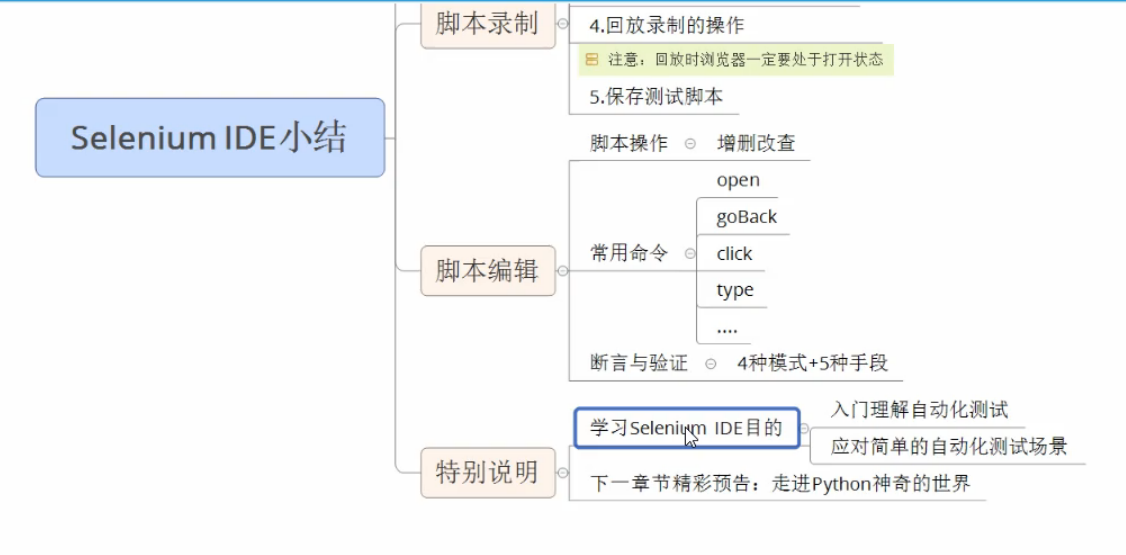 脚本录制
4.回放录制的操作
注意：回放时浏览器一定要处于打开状态
5.保存测试脚本
Selenium IDE小结
脚本编辑
脚本操作
增删改查
常用命令
open
goBack
click
type
....
断言与验证
4种模式+5种手段
特别说明
学习Selenium IDE目的
入门理解自动化测试
应对简单的自动化测试场景
下一章节精彩预告：走进Python神奇的世界